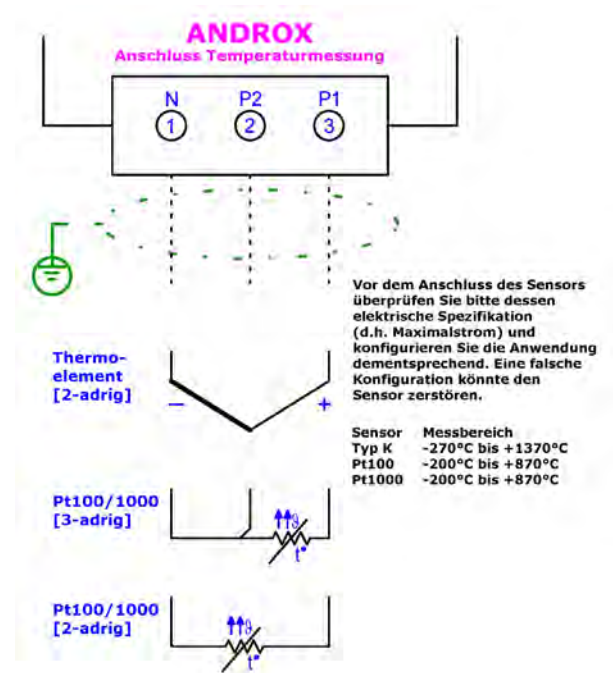 ANDROX
Anschluss Temperaturmessung
N P2 P1
1 2 3
Vor dem Anschluss des Sensors
überprüfen Sie bitte dessen
elektrische Spezifikation
(d.h. Maximalstrom) und
konfigurieren Sie die Anwendung
dementsprechend. Eine falsche
Konfiguration könnte den
Sensor zerstören.
Thermo-
element
[2-adrig]
— +
Sensor Messbereich
Typ K -270°C bis +1370°C
Pt100 -200°C bis +870°C
Pt1000 -200°C bis +870°C
Pt100/1000
[3-adrig]
ϑ
t°
Pt100/1000
[2-adrig]
ϑ
t°